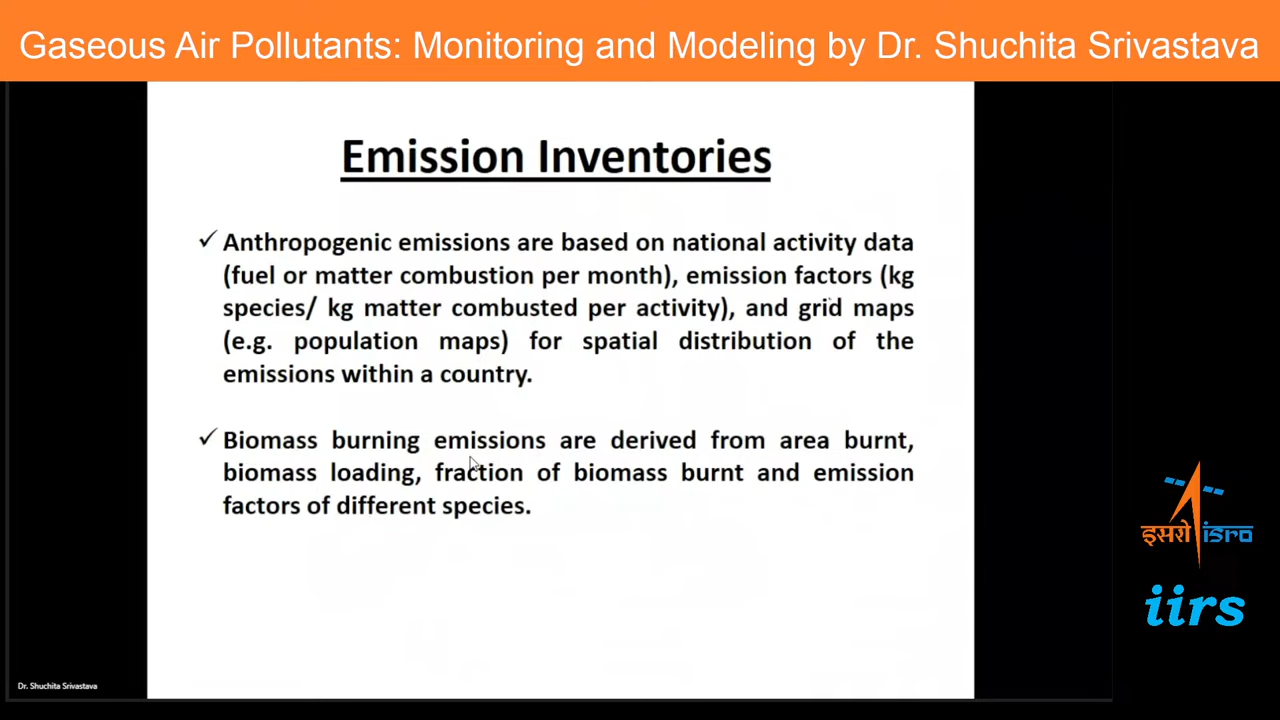 Gaseous Air Pollutants: Monitoring and Modeling by Dr. Shuchita Srivastava
Emission Inventories
✓ Anthropogenic emissions are based on national activity data
(fuel or matter combustion per month), emission factors (kg
species/ kg matter combusted per activity), and grid maps
(e.g. population maps) for spatial distribution of the
emissions within a country.
✓ Biomass burning emissions are derived from area burnt,
biomass loading, fraction of biomass burnt and emission
factors of different species.
इसरो isro
iirs
Dr. Shuchita Srivastava